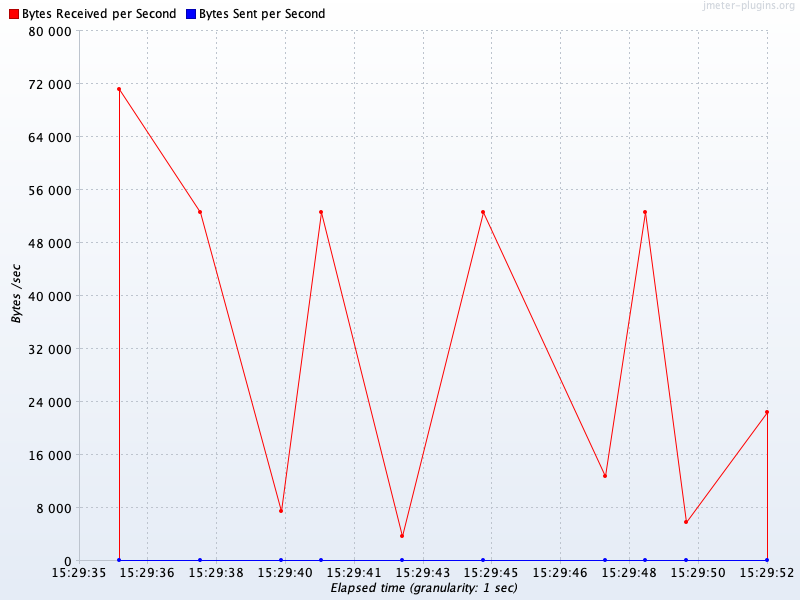 jmeter-plugins.org
Bytes Received per Second Bytes Sent per Second
80 000
72 000
64 000
56 000
48 000
40 000
32 000
24 000
16 000
8 000
0
Bytes /sec
15:29:35 15:29:36 15:29:38 15:29:40 15:29:41 15:29:43 15:29:45 15:29:46 15:29:48 15:29:50 15:29:52
Elapsed time (granularity: 1 sec)